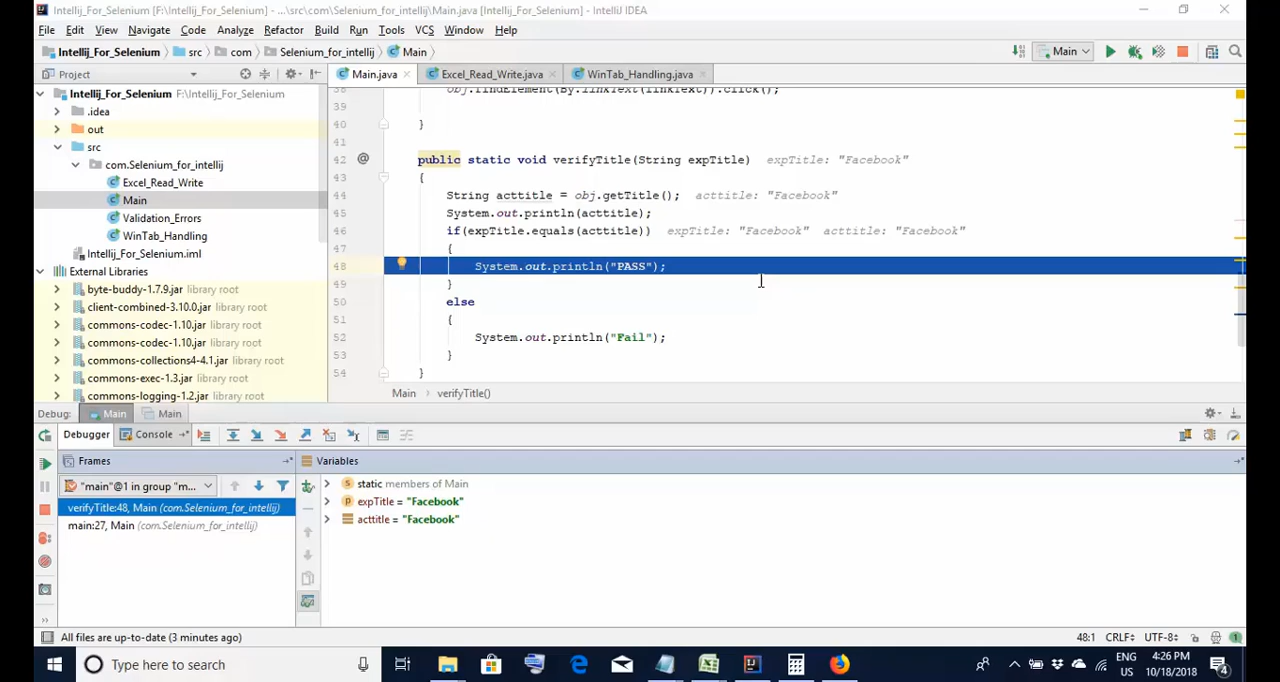 Intellij_For_Selenium [F:\Intellij_For_Selenium] - ...\src\com\Selenium_for_intellij\Main.java [Intellij_For_Selenium] - IntelliJ IDEA
File Edit View Navigate Code Analyze Refactor Build Run Tools VCS Window Help
Intellij_For_Selenium src com Selenium_for_intellij Main
Main
Project
Main.java Excel_Read_Write.java WinTab_Handling.java
Intellij_For_Selenium F:\Intellij_For_Selenium
.idea
out
src
com.Selenium_for_intellij
Excel_Read_Write
Main
Validation_Errors
WinTab_Handling
Intellij_For_Selenium.iml
External Libraries
byte-buddy-1.7.9.jar library root
client-combined-3.10.0.jar library root
commons-codec-1.10.jar library root
commons-codec-1.10.jar library root
commons-collections4-4.1.jar library root
commons-exec-1.3.jar library root
commons-logging-1.2.jar library root
38 obj.findElement(By.linkText(linkText)).click();
39
40 }
41
42 @ public static void verifyTitle(String expTitle) expTitle: "Facebook"
43 {
44 String acttitle = obj.getTitle(); acttitle: "Facebook"
45 System.out.println(acttitle);
46 if(expTitle.equals(acttitle)) expTitle: "Facebook" acttitle: "Facebook"
47 {
48 System.out.println("PASS");
49 }
50 else
51 {
52 System.out.println("Fail");
53 }
54 }
Main › verifyTitle()
Debug: Main Main
Debugger Console
Frames
Variables
"main"@1 in group "m...
verifyTitle:48, Main (com.Selenium_for_intellij)
main:27, Main (com.Selenium_for_intellij)
static members of Main
expTitle = "Facebook"
acttitle = "Facebook"
All files are up-to-date (3 minutes ago)
48:1 CRLF UTF-8 1
Type here to search
ENG
US
4:26 PM
10/18/2018
4